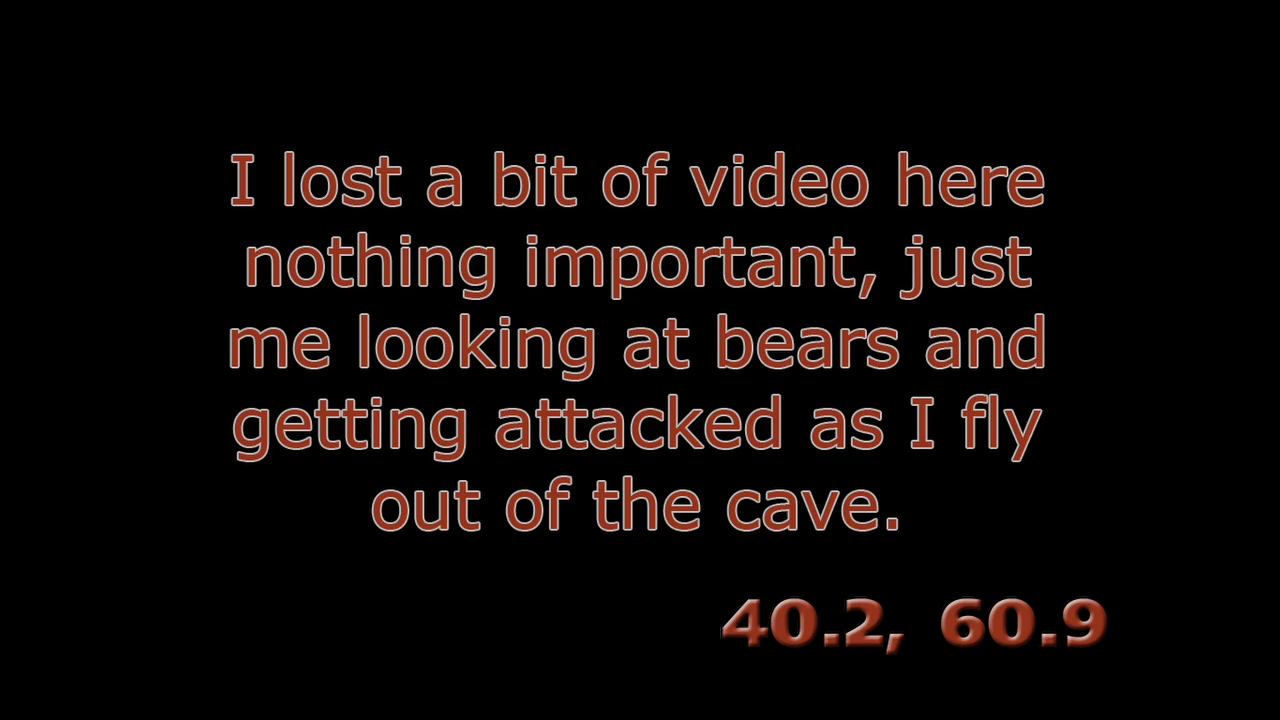 I lost a bit of video here
nothing important, just
me looking at bears and
getting attacked as I fly
out of the cave.
40.2, 60.9